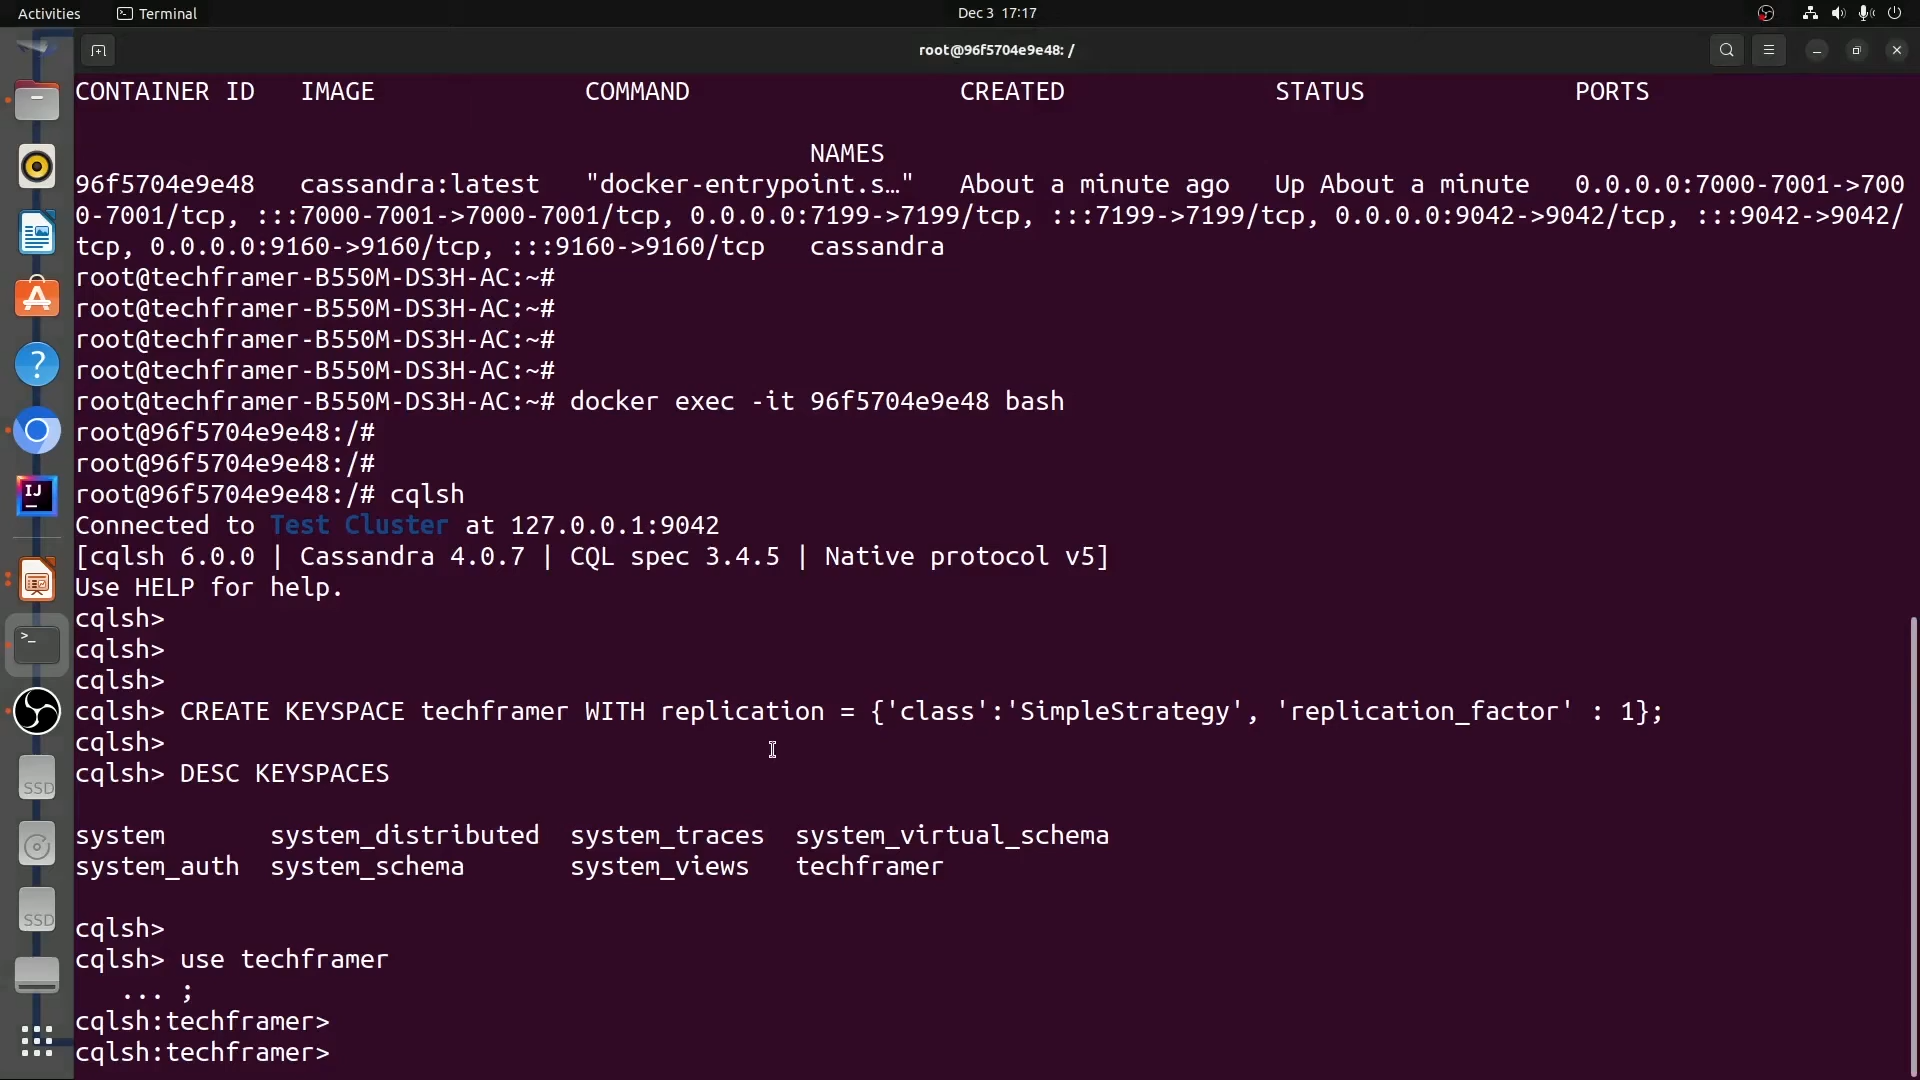 Activities Terminal Dec 3 17:17
root@96f5704e9e48: /
CONTAINER ID IMAGE COMMAND CREATED STATUS PORTS
NAMES
96f5704e9e48 cassandra:latest "docker-entrypoint.s…" About a minute ago Up About a minute 0.0.0.0:7000-7001->700
0-7001/tcp, :::7000-7001->7000-7001/tcp, 0.0.0.0:7199->7199/tcp, :::7199->7199/tcp, 0.0.0.0:9042->9042/tcp, :::9042->9042/
tcp, 0.0.0.0:9160->9160/tcp, :::9160->9160/tcp cassandra
root@techframer-B550M-DS3H-AC:~#
root@techframer-B550M-DS3H-AC:~#
root@techframer-B550M-DS3H-AC:~#
root@techframer-B550M-DS3H-AC:~#
root@techframer-B550M-DS3H-AC:~# docker exec -it 96f5704e9e48 bash
root@96f5704e9e48:/#
root@96f5704e9e48:/#
root@96f5704e9e48:/# cqlsh
Connected to Test Cluster at 127.0.0.1:9042
[cqlsh 6.0.0 | Cassandra 4.0.7 | CQL spec 3.4.5 | Native protocol v5]
Use HELP for help.
cqlsh>
cqlsh>
cqlsh>
cqlsh> CREATE KEYSPACE techframer WITH replication = {'class':'SimpleStrategy', 'replication_factor' : 1};
cqlsh>
cqlsh> DESC KEYSPACES
system system_distributed system_traces system_virtual_schema
system_auth system_schema system_views techframer
cqlsh>
cqlsh> use techframer
... ;
cqlsh:techframer>
cqlsh:techframer>
IJ
SSD
SSD